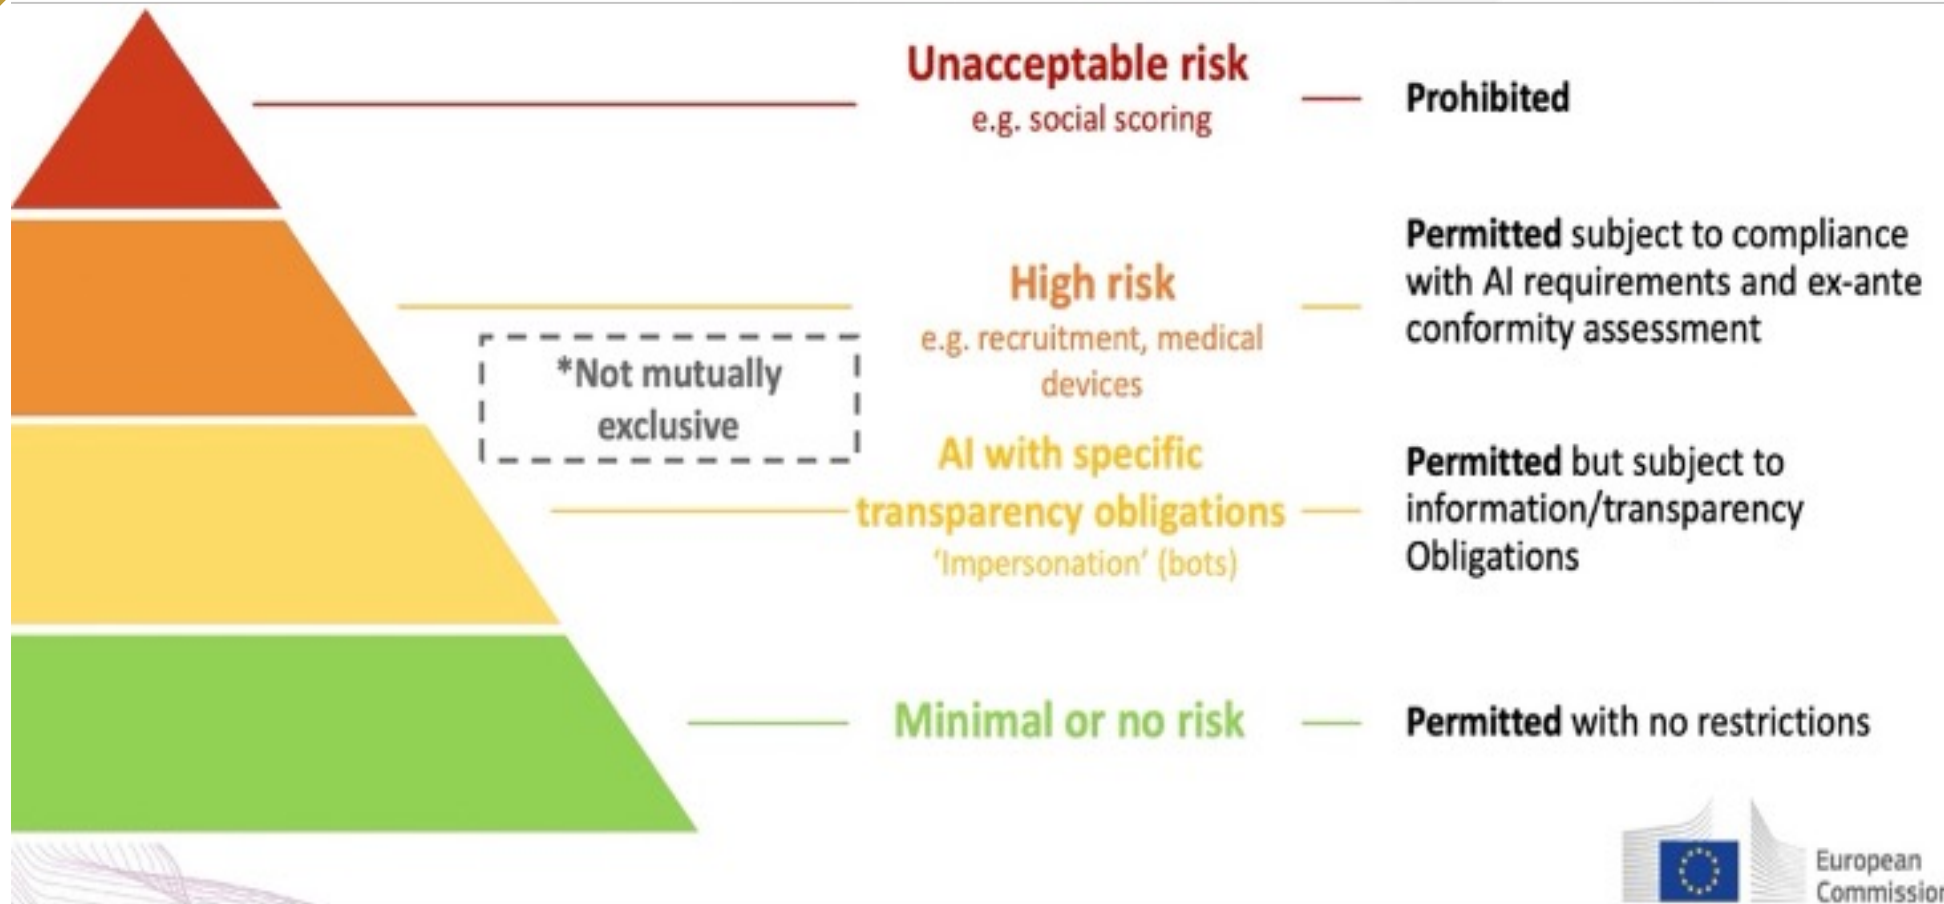 Unacceptable risk
e.g. social scoring
Prohibited
High risk
e.g. recruitment, medical
devices
Permitted subject to compliance
with AI requirements and ex-ante
conformity assessment
*Not mutually
exclusive
AI with specific
transparency obligations
‘Impersonation’ (bots)
Permitted but subject to
information/transparency
Obligations
Minimal or no risk
Permitted with no restrictions
European
Commission